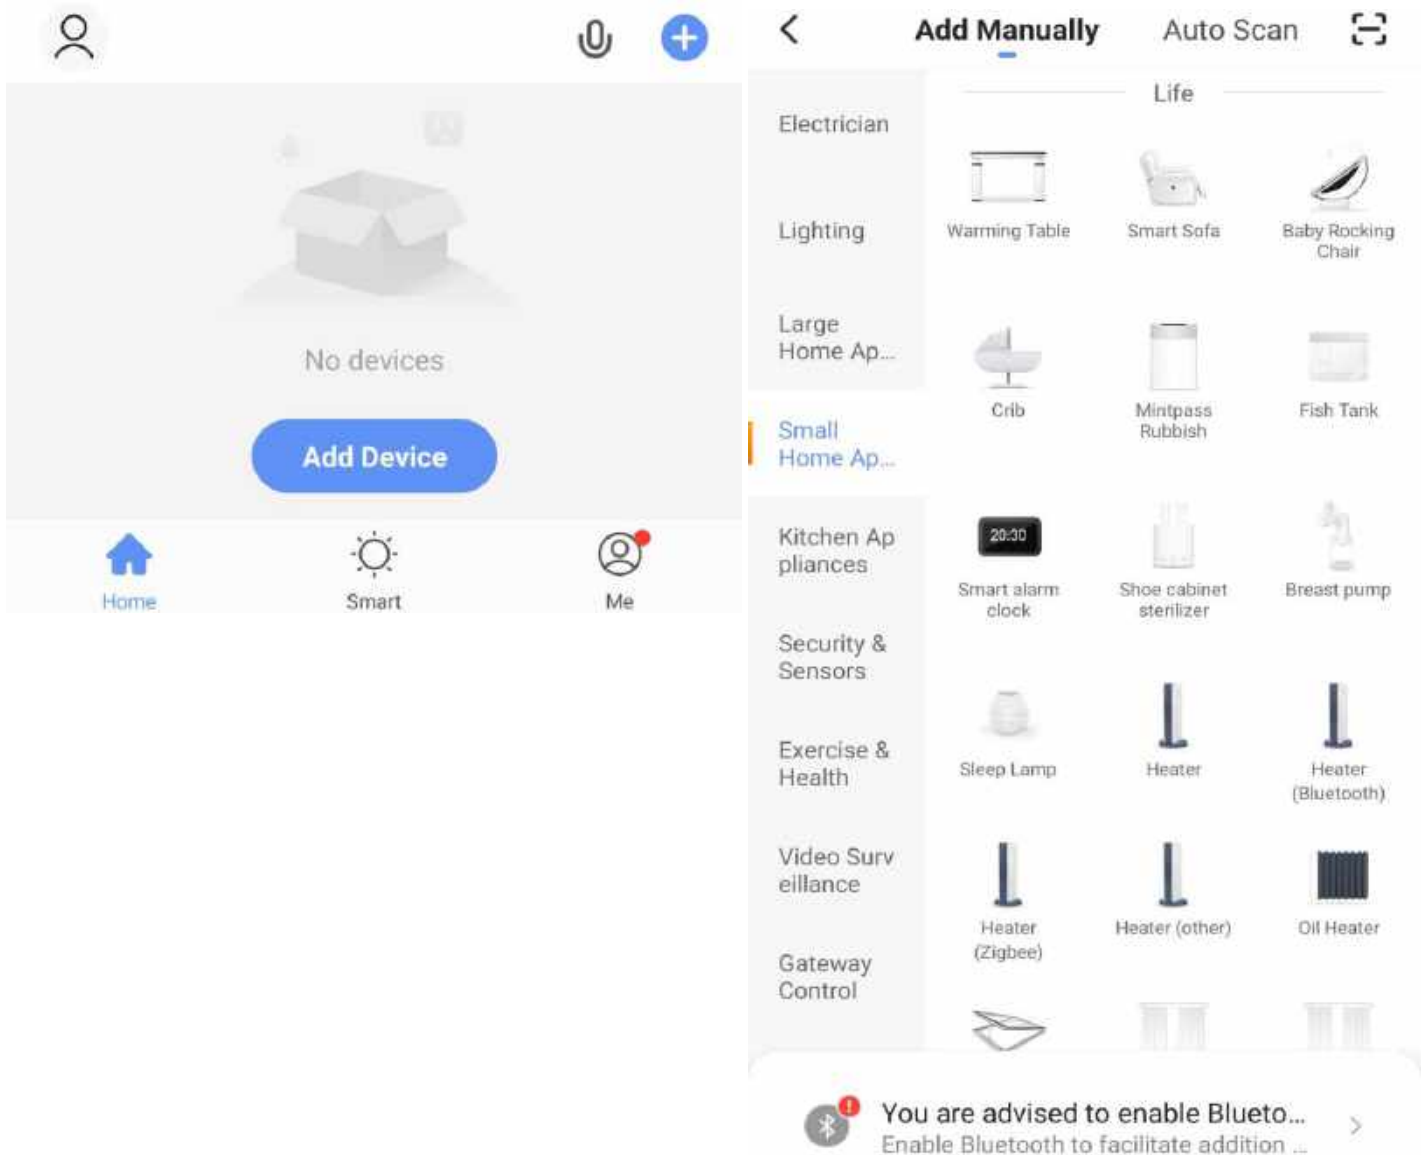 No devices
Add Device
Home
Smart
Me
Add Manually
Auto Scan
Electrician
Lighting
Large
Home Ap...
Small
Home Ap...
Kitchen Ap
pliances
Security &
Sensors
Exercise &
Health
Video Surv
eillance
Gateway
Control
Life
Warming Table
Smart Sofa
Baby Rocking
Chair
Crib
Mintpass
Rubbish
Fish Tank
20:30
Smart alarm
clock
Shoe cabinet
sterilizer
Breast pump
Sleep Lamp
Heater
Heater
(Bluetooth)
Heater
(Zigbee)
Heater (other)
Oil Heater
You are advised to enable Blueto...
Enable Bluetooth to facilitate addition ...